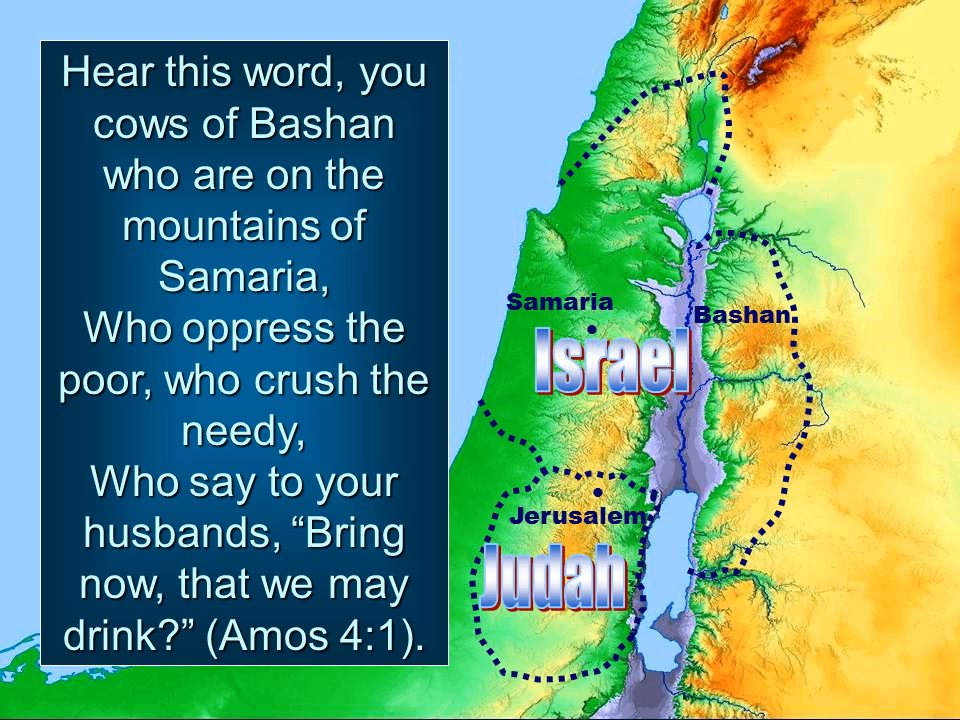 Hear this word, you
cows of Bashan
who are on the
mountains of
Samaria,
Who oppress the
poor, who crush the
needy,
Who say to your
husbands, “Bring
now, that we may
drink?” (Amos 4:1).
Samaria
Bashan
Israel
Jerusalem
Judah